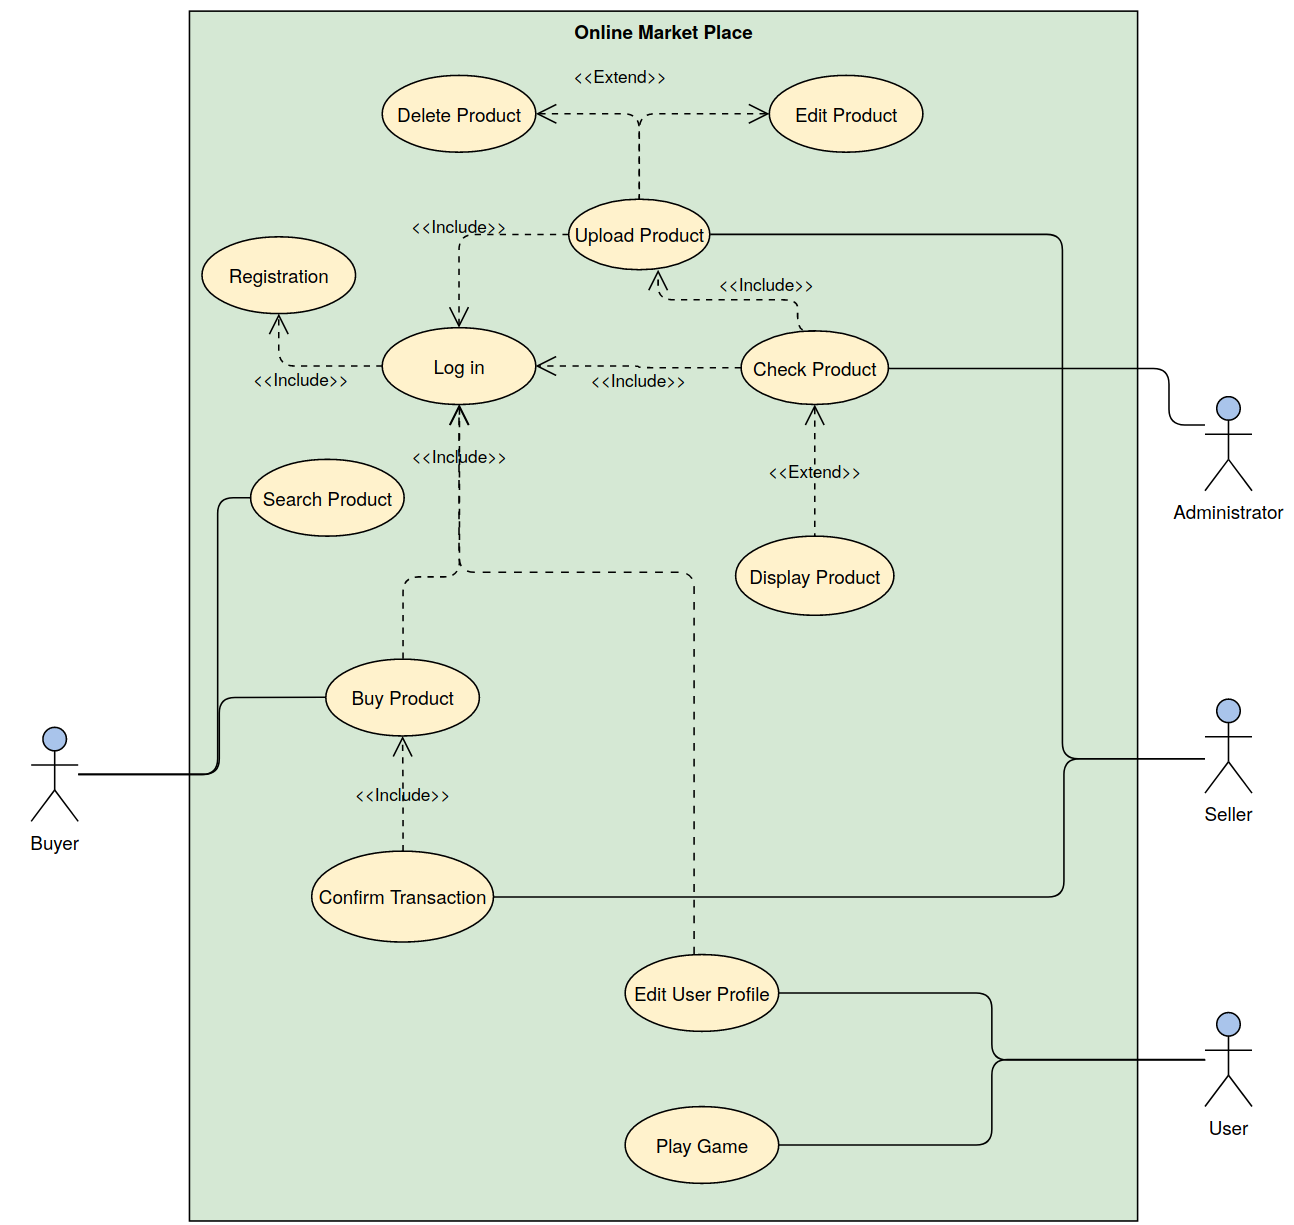 Online Market Place
<<Extend>>
Delete Product
Edit Product
<<Include>>
Upload Product
Registration
<<Include>>
Log in
Check Product
<<Include>>
<<Include>>
<<Include>>
Search Product
<<Extend>>
Administrator
Display Product
Buy Product
<<Include>>
Buyer
Seller
Confirm Transaction
Edit User Profile
User
Play Game